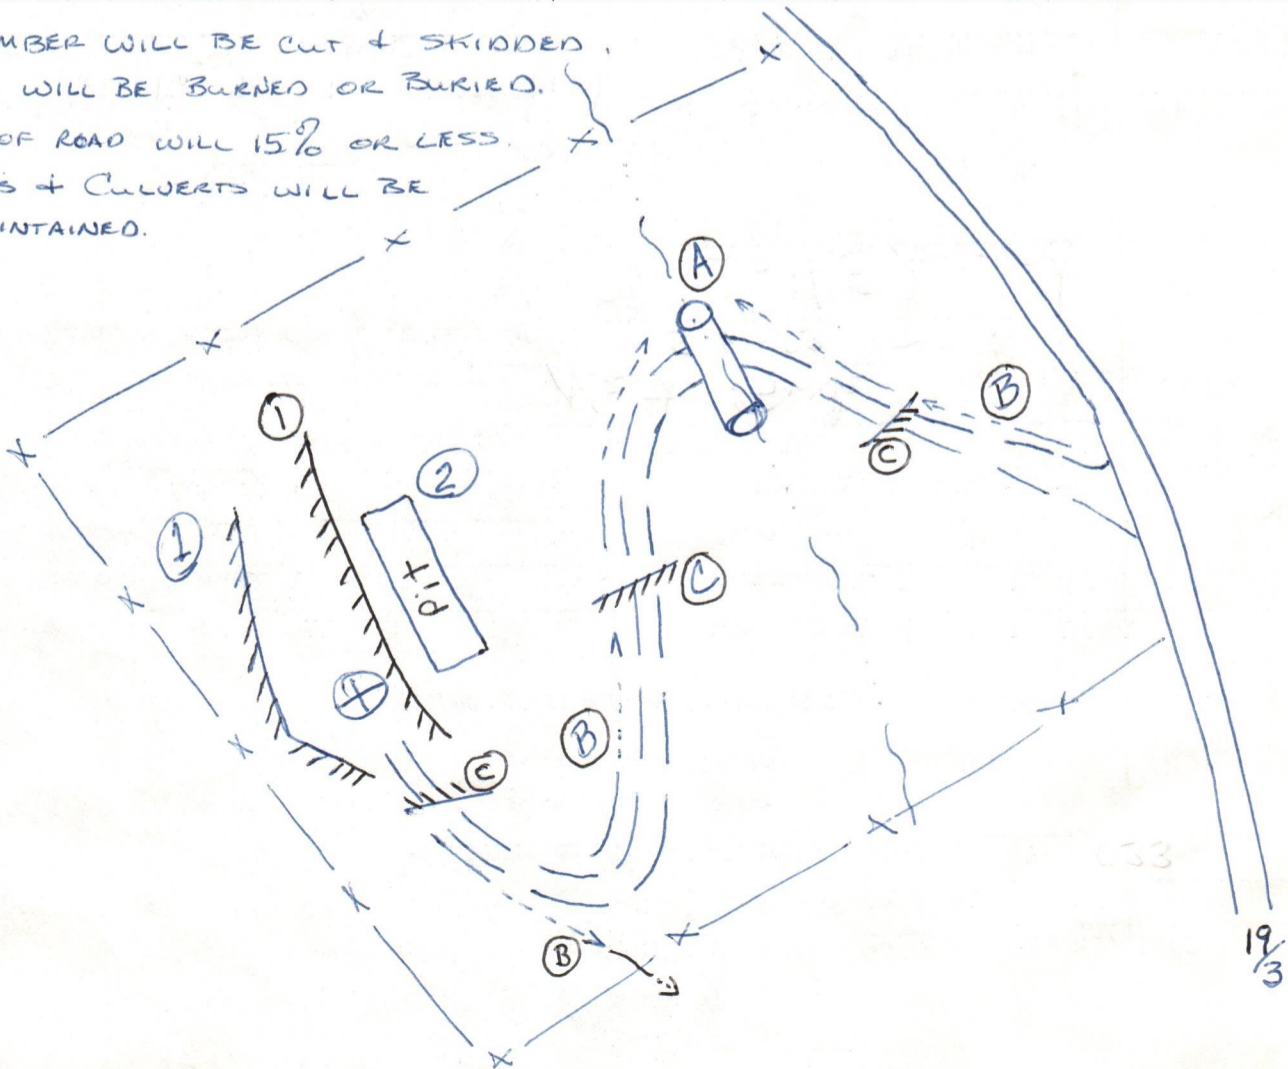 MBER WILL BE CUT & SKIDDED,
WILL BE BURNED OR BURIED.
OF ROAD WILL 15% OR LESS.
S & CULVERTS WILL BE
INTAINED.
A
B
C
1
2
1
pit
C
B
C
B
19/3